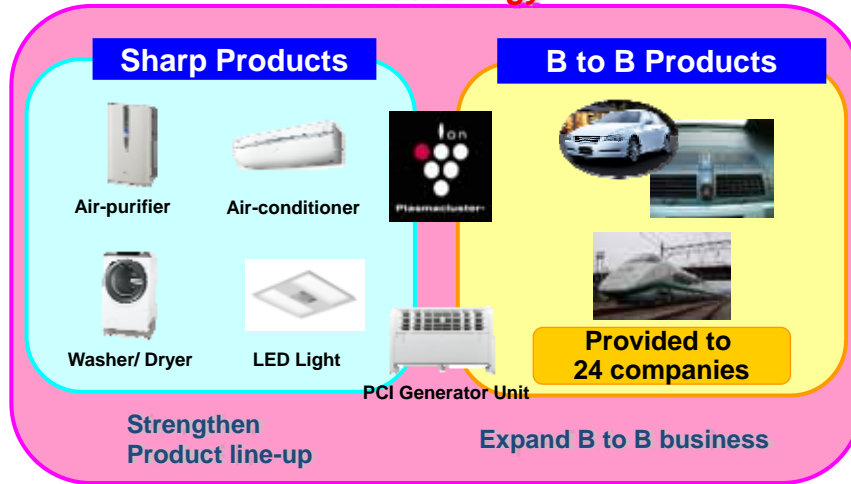 Sharp Products
B to B Products
Ion
Plasmacluster
Air-purifier
Air-conditioner
Washer/ Dryer
LED Light
PCI Generator Unit
Provided to
24 companies
Strengthen
Product line-up
Expand B to B business